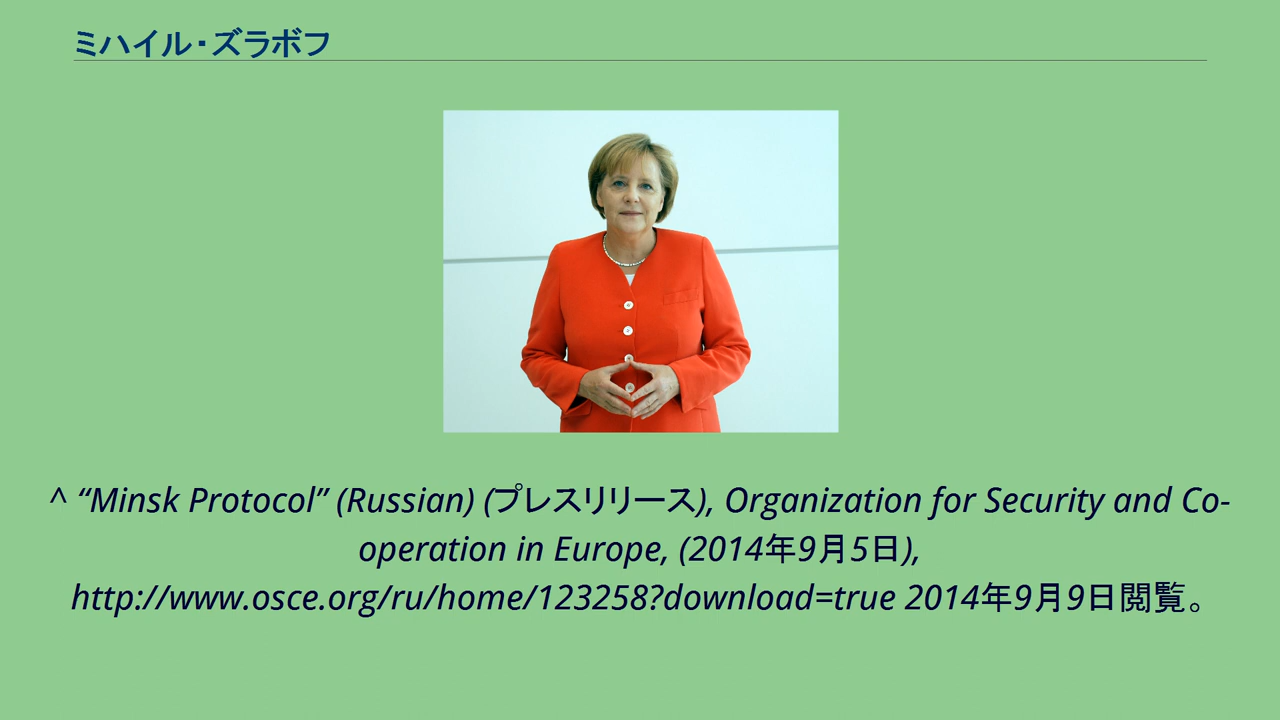 ミハイル・ズラボフ
^ “Minsk Protocol” (Russian) (プレスリリース), Organization for Security and Co-
operation in Europe, (2014年9月5日),
http://www.osce.org/ru/home/123258?download=true 2014年9月9日閲覧。